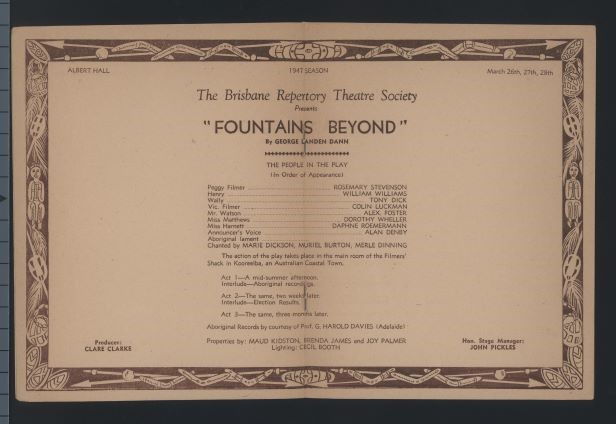 ALBERT HALL
1947 SEASON
March 26th, 27th, 29th
The Brisbane Repertory Theatre Society
Presents
"FOUNTAINS BEYOND"
By GEORGE LANDEN DANN
THE PEOPLE IN THE PLAY
(In Order of Appearance)
Peggy Filmer ROSEMARY STEVENSON
Henry WILLIAM WILLIAMS
Wally TONY DICK
Vic. Filmer COLIN LUCKMAN
Mr. Watson ALEX. FOSTER
Miss Matthews DOROTHY WHELLER
Miss Harnett DAPHNE ROEMERMANN
Announcer's Voice ALAN DENBY
Aboriginal lament
Chanted by MARIE DICKSON, MURIEL BURTON, MERLE DINNING
The action of the play takes place in the main room of the Filmers'
Shack in Kooreelba, an Australian Coastal Town.
Act 1—A mid-summer afternoon.
Interlude—Aboriginal recordings.
Act 2—The same, two weeks later.
Interlude—Election Results.
Act 3—The same, three months later.
Aboriginal Records by courtesy of Prof. G. HAROLD DAVIES (Adelaide)
Properties by: MAUD KIDSTON, BRENDA JAMES and JOY PALMER
Lighting: CECIL BOOTH
Producer:
CLARE CLARKE
Hon. Stage Manager:
JOHN PICKLES